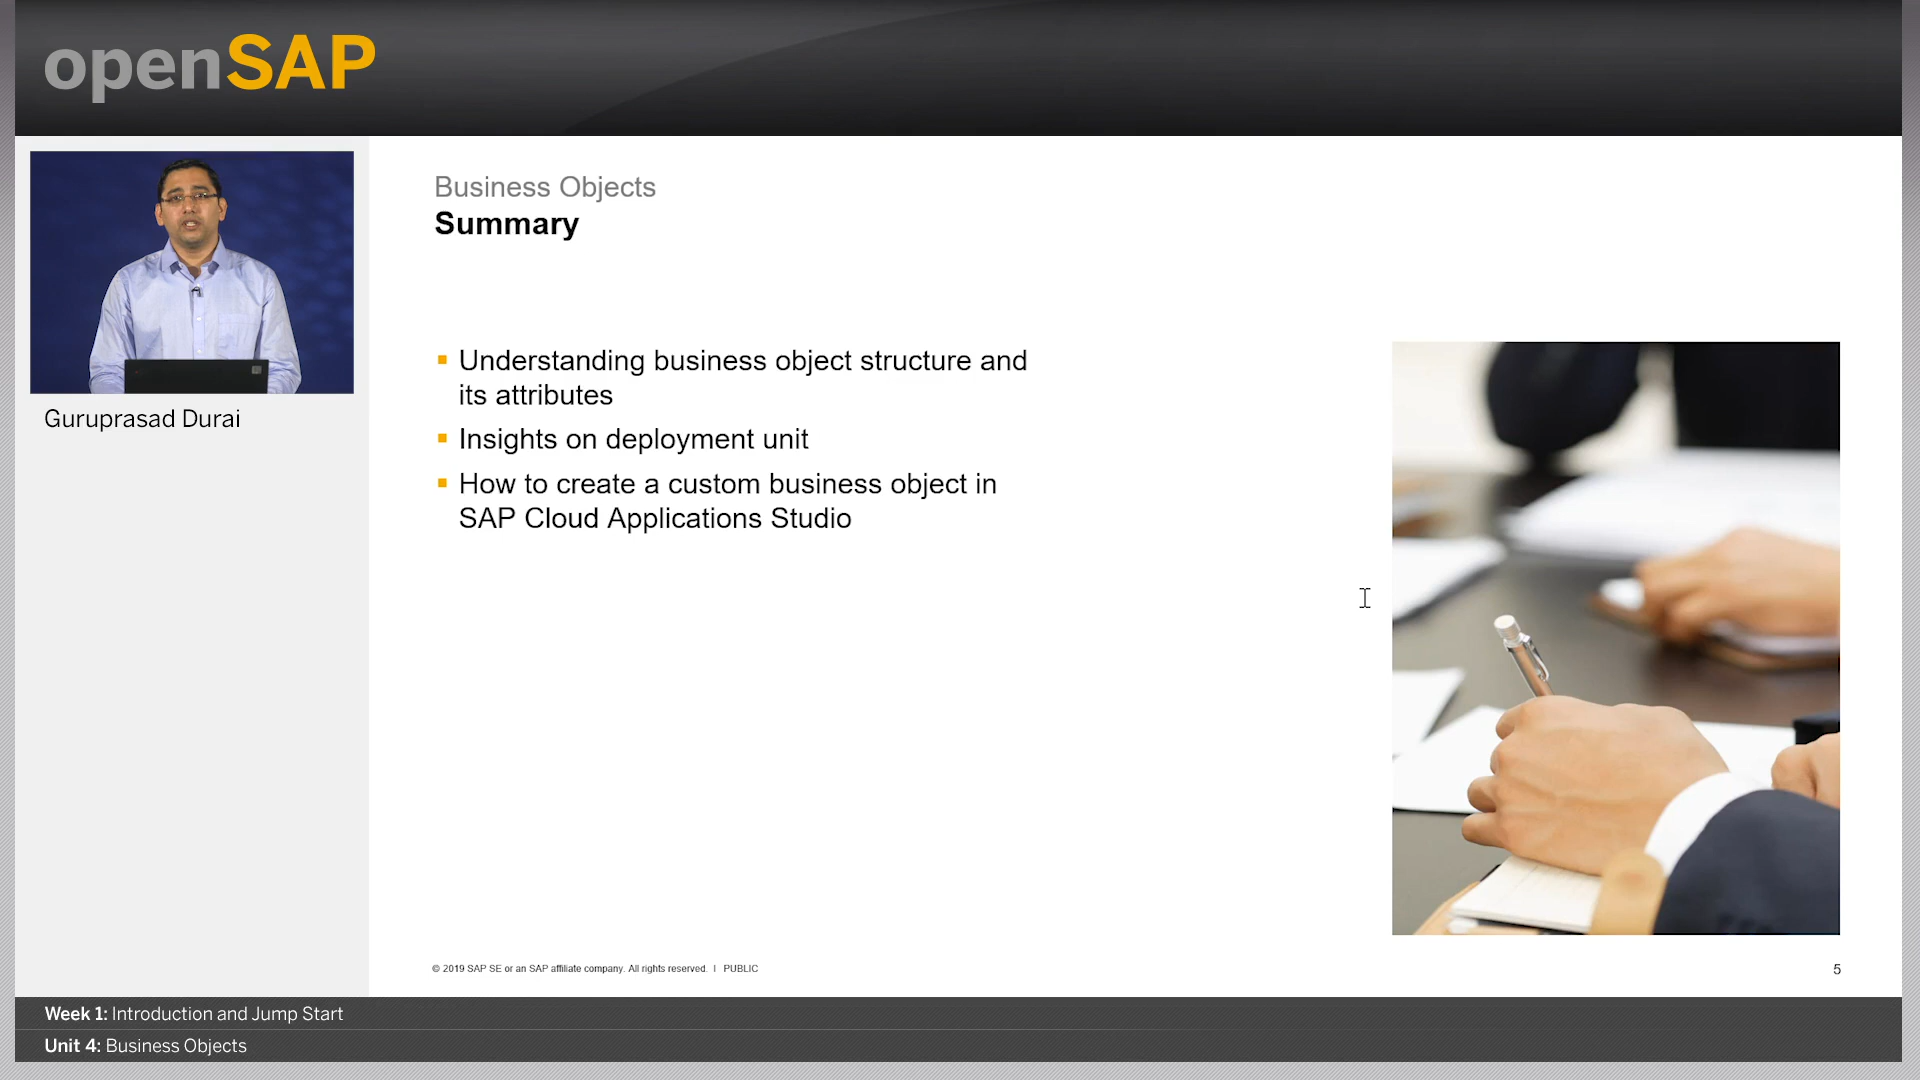 openSAP
Guruprasad Durai
Business Objects
Summary
Understanding business object structure and
its attributes
Insights on deployment unit
How to create a custom business object in
SAP Cloud Applications Studio
© 2019 SAP SE or an SAP affiliate company. All rights reserved. | PUBLIC
5
Week 1: Introduction and Jump Start
Unit 4: Business Objects